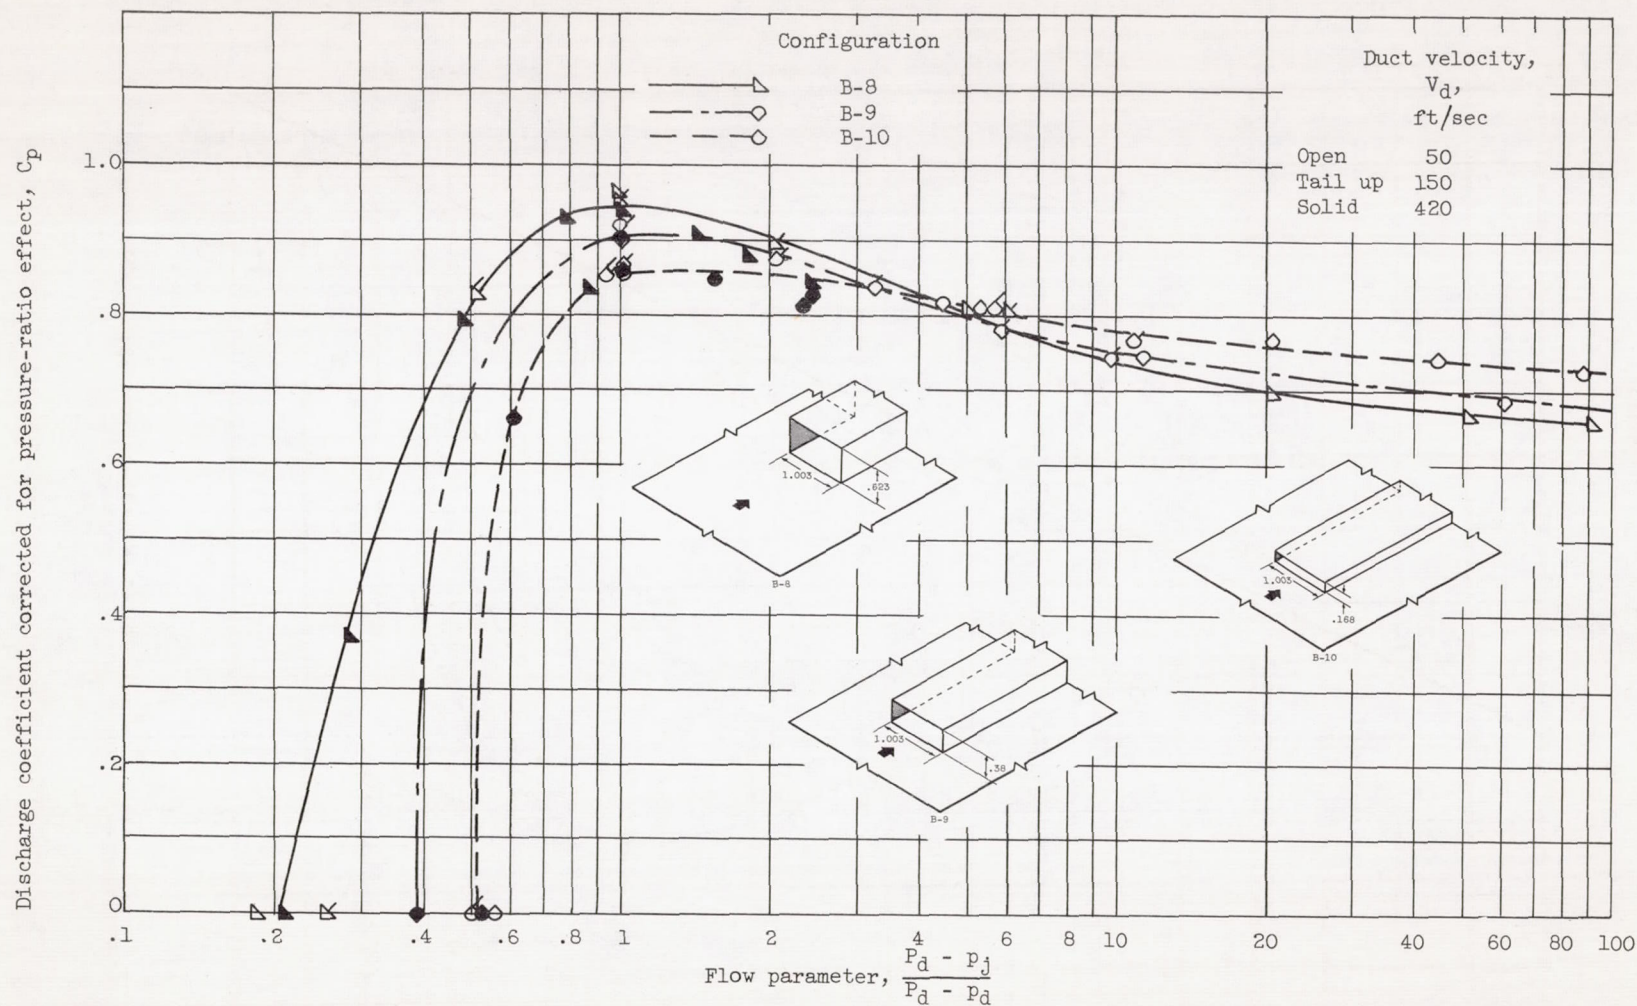 Configuration
B-8
B-9
B-10
Duct velocity,
V_d,
ft/sec
Open 50
Tail up 150
Solid 420
Discharge coefficient corrected for pressure-ratio effect, C_p
1.0
.8
.6
.4
.2
0
1.003
.623
B-8
1.003
.168
B-10
1.003
.38
B-9
.1 .2 .4 .6 .8 1 2 4 6 8 10 20 40 60 80 100
Flow parameter, P_d - p_j
P_d - p_d